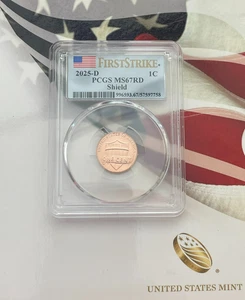 FIRSTSTRIKE
2025-D 1C
PCGS MS67RD
Shield
UNITED STATES MINT